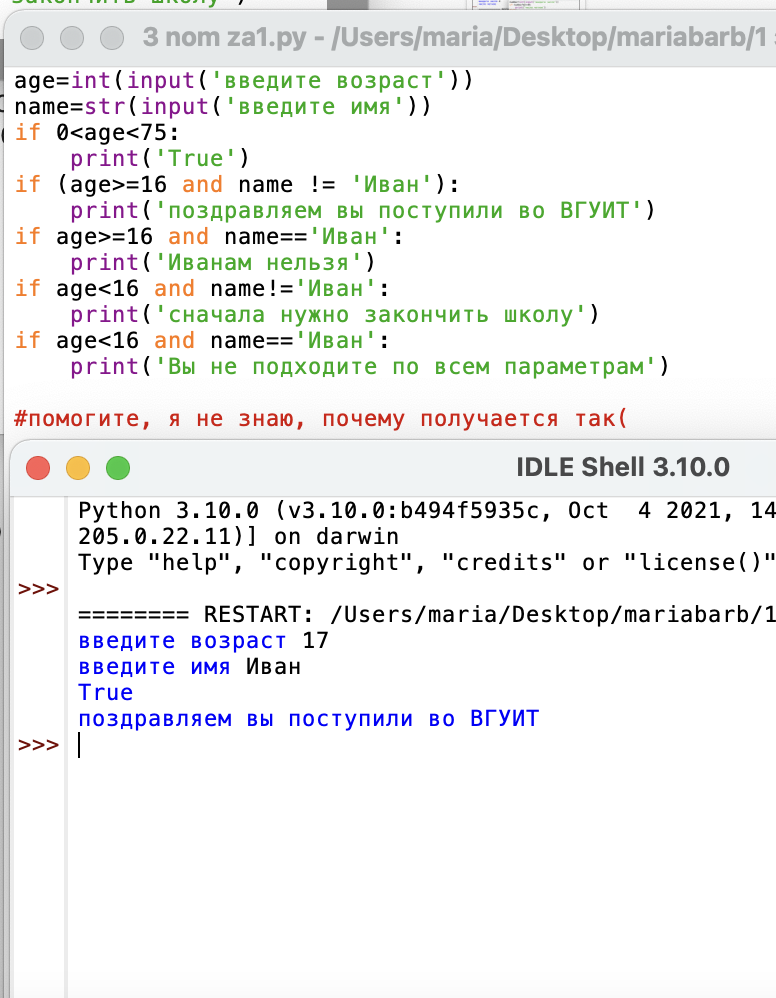 закончить школу')
3 nom za1.py - /Users/maria/Desktop/mariabarb/1
age=int(input('введите возраст'))
name=str(input('введите имя'))
if 0<age<75:
    print('True')
if (age>=16 and name != 'Иван'):
    print('поздравляем вы поступили во ВГУИТ')
if age>=16 and name=='Иван':
    print('Иванам нельзя')
if age<16 and name!='Иван':
    print('сначала нужно закончить школу')
if age<16 and name=='Иван':
    print('Вы не подходите по всем параметрам')
#помогите, я не знаю, почему получается так(
IDLE Shell 3.10.0
Python 3.10.0 (v3.10.0:b494f5935c, Oct  4 2021, 14
205.0.22.11)] on darwin
Type "help", "copyright", "credits" or "license()"
>>>
======== RESTART: /Users/maria/Desktop/mariabarb/1
введите возраст 17
введите имя Иван
True
поздравляем вы поступили во ВГУИТ
>>>